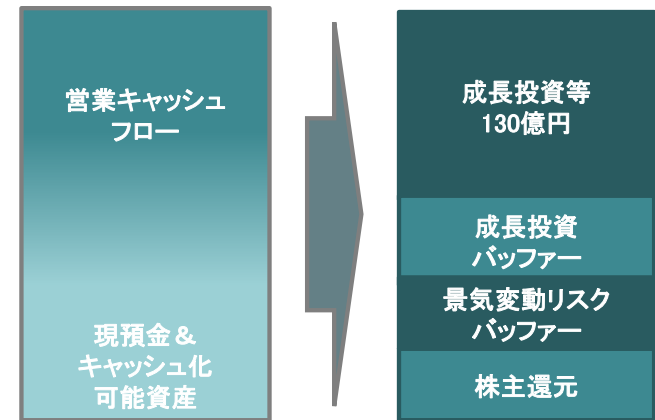 営業キャッシュ
フロー
現預金＆
キャッシュ化
可能資産
成長投資等
130億円
成長投資
バッファー
景気変動リスク
バッファー
株主還元